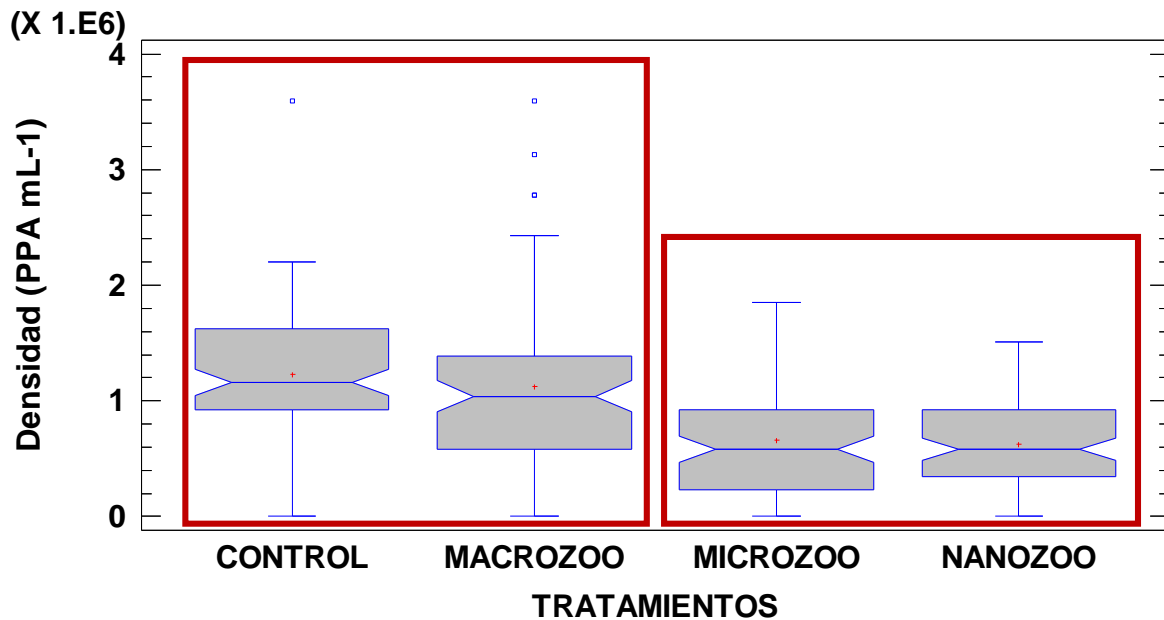 (X 1.E6)
4
3
2
1
0
Densidad (PPA mL-1)
CONTROL MACROZOO MICROZOO NANOZOO
TRATAMIENTOS